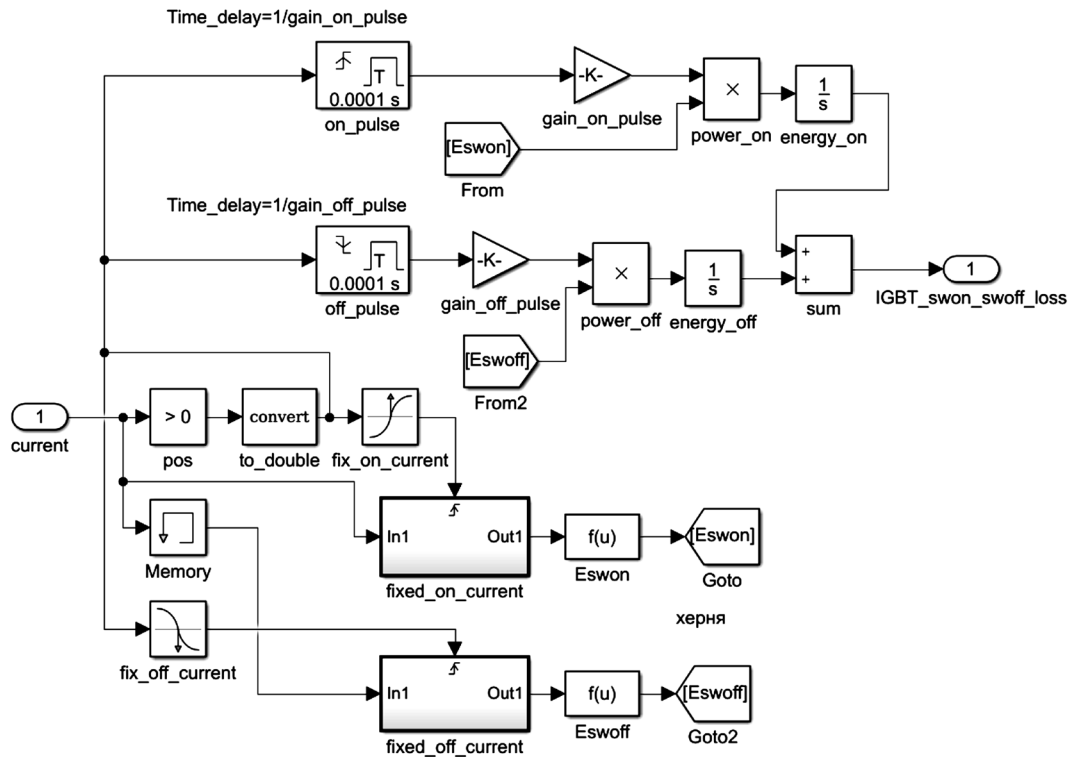 Time_delay=1/gain_on_pulse
T
0.0001 s
on_pulse
-K-
gain_on_pulse
×
power_on
1
s
energy_on
[Eswon]
From
Time_delay=1/gain_off_pulse
T
0.0001 s
off_pulse
-K-
gain_off_pulse
×
power_off
1
s
energy_off
+
+
sum
1
IGBT_swon_swoff_loss
[Eswoff]
From2
1
current
> 0
pos
convert
to_double
fix_on_current
Memory
In1
Out1
fixed_on_current
f(u)
Eswon
[Eswon]
Goto
херня
fix_off_current
In1
Out1
fixed_off_current
f(u)
Eswoff
[Eswoff]
Goto2